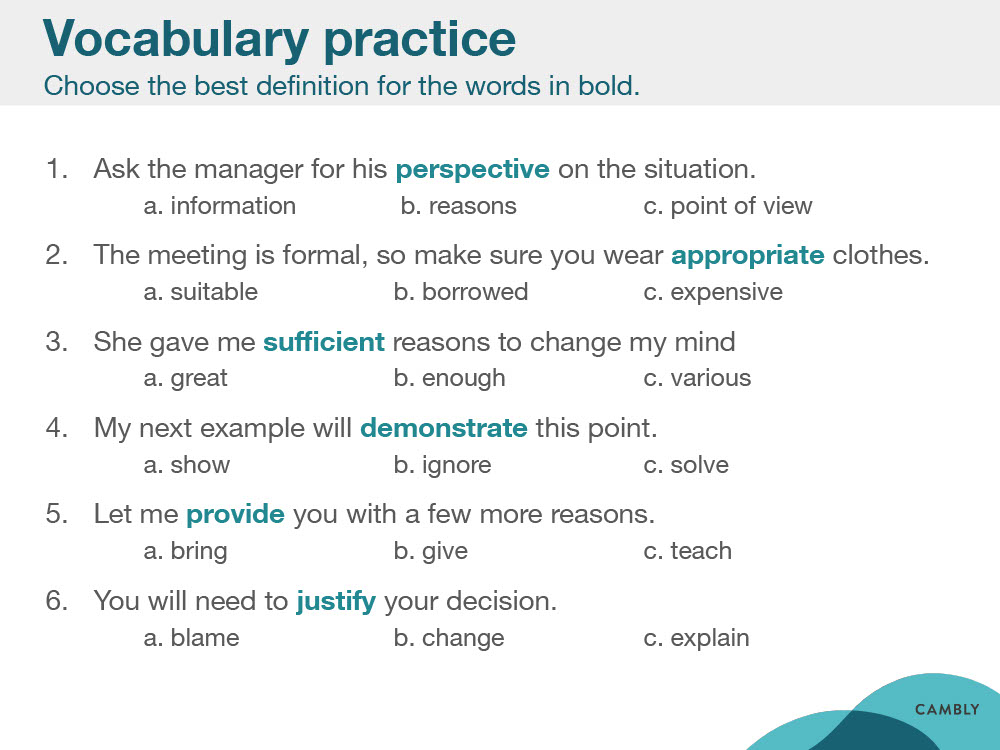 Vocabulary practice
Choose the best definition for the words in bold.
1. Ask the manager for his perspective on the situation.
a. information b. reasons c. point of view
2. The meeting is formal, so make sure you wear appropriate clothes.
a. suitable b. borrowed c. expensive
3. She gave me sufficient reasons to change my mind
a. great b. enough c. various
4. My next example will demonstrate this point.
a. show b. ignore c. solve
5. Let me provide you with a few more reasons.
a. bring b. give c. teach
6. You will need to justify your decision.
a. blame b. change c. explain
CAMBLY